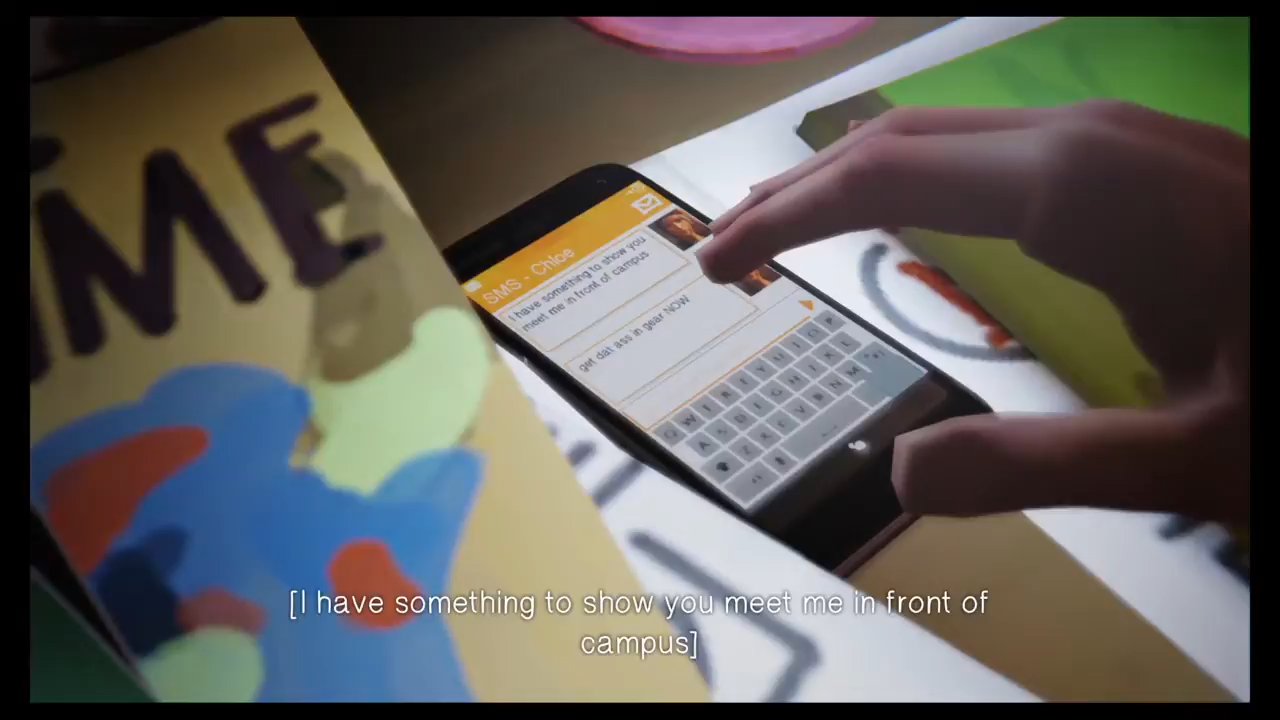 IME
SMS - Chloe
I have something to show you
meet me in front of campus
get dat ass in gear NOW
[I have something to show you meet me in front of
campus]